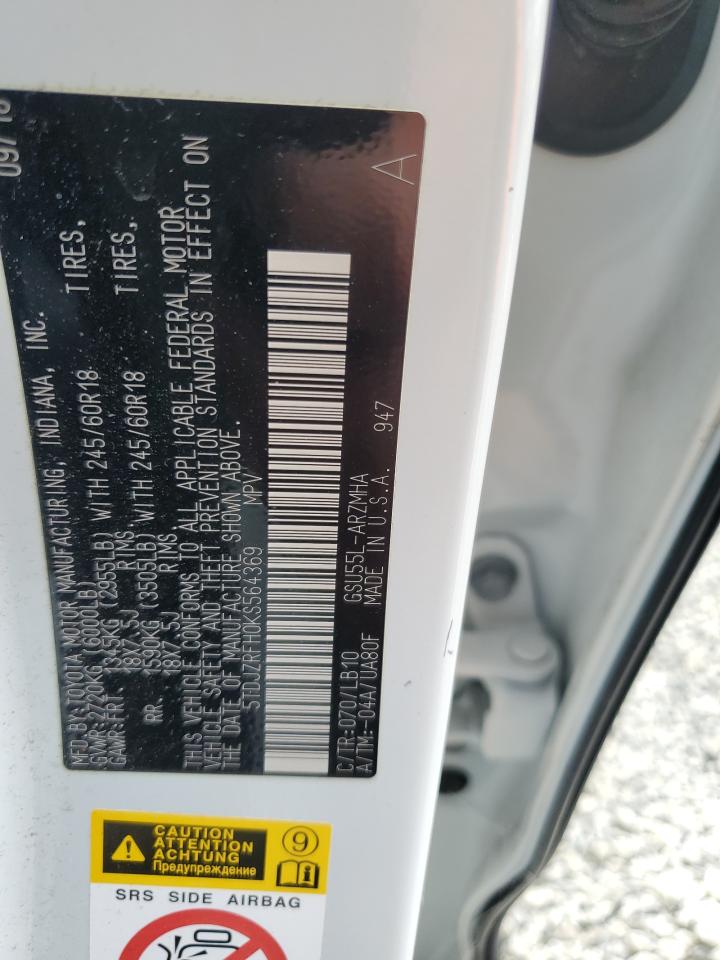 MFD.BY:TOYOTA MOTOR MANUFACTURING, INDIANA, INC. 09/18
GVWR:2720KG (6000LB)
GAWR:FRT 1345KG (2955LB) WITH 245/60R18 TIRES,
18X7.5J RIMS
RR. 1590KG (3505LB) WITH 245/60R18 TIRES,
18X7.5J RIMS
THIS VEHICLE CONFORMS TO ALL APPLICABLE FEDERAL MOTOR
VEHICLE SAFETY AND THEFT PREVENTION STANDARDS IN EFFECT ON
THE DATE OF MANUFACTURE SHOWN ABOVE.
5TDJZRFH0KS564369 MPV
C/TR:070/LB10 GSU55L-ARZMHA
A/TM:-04A/UA80F MADE IN U.S.A. 947 A
CAUTION
ATTENTION
ACHTUNG
Предупреждение
9
SRS SIDE AIRBAG